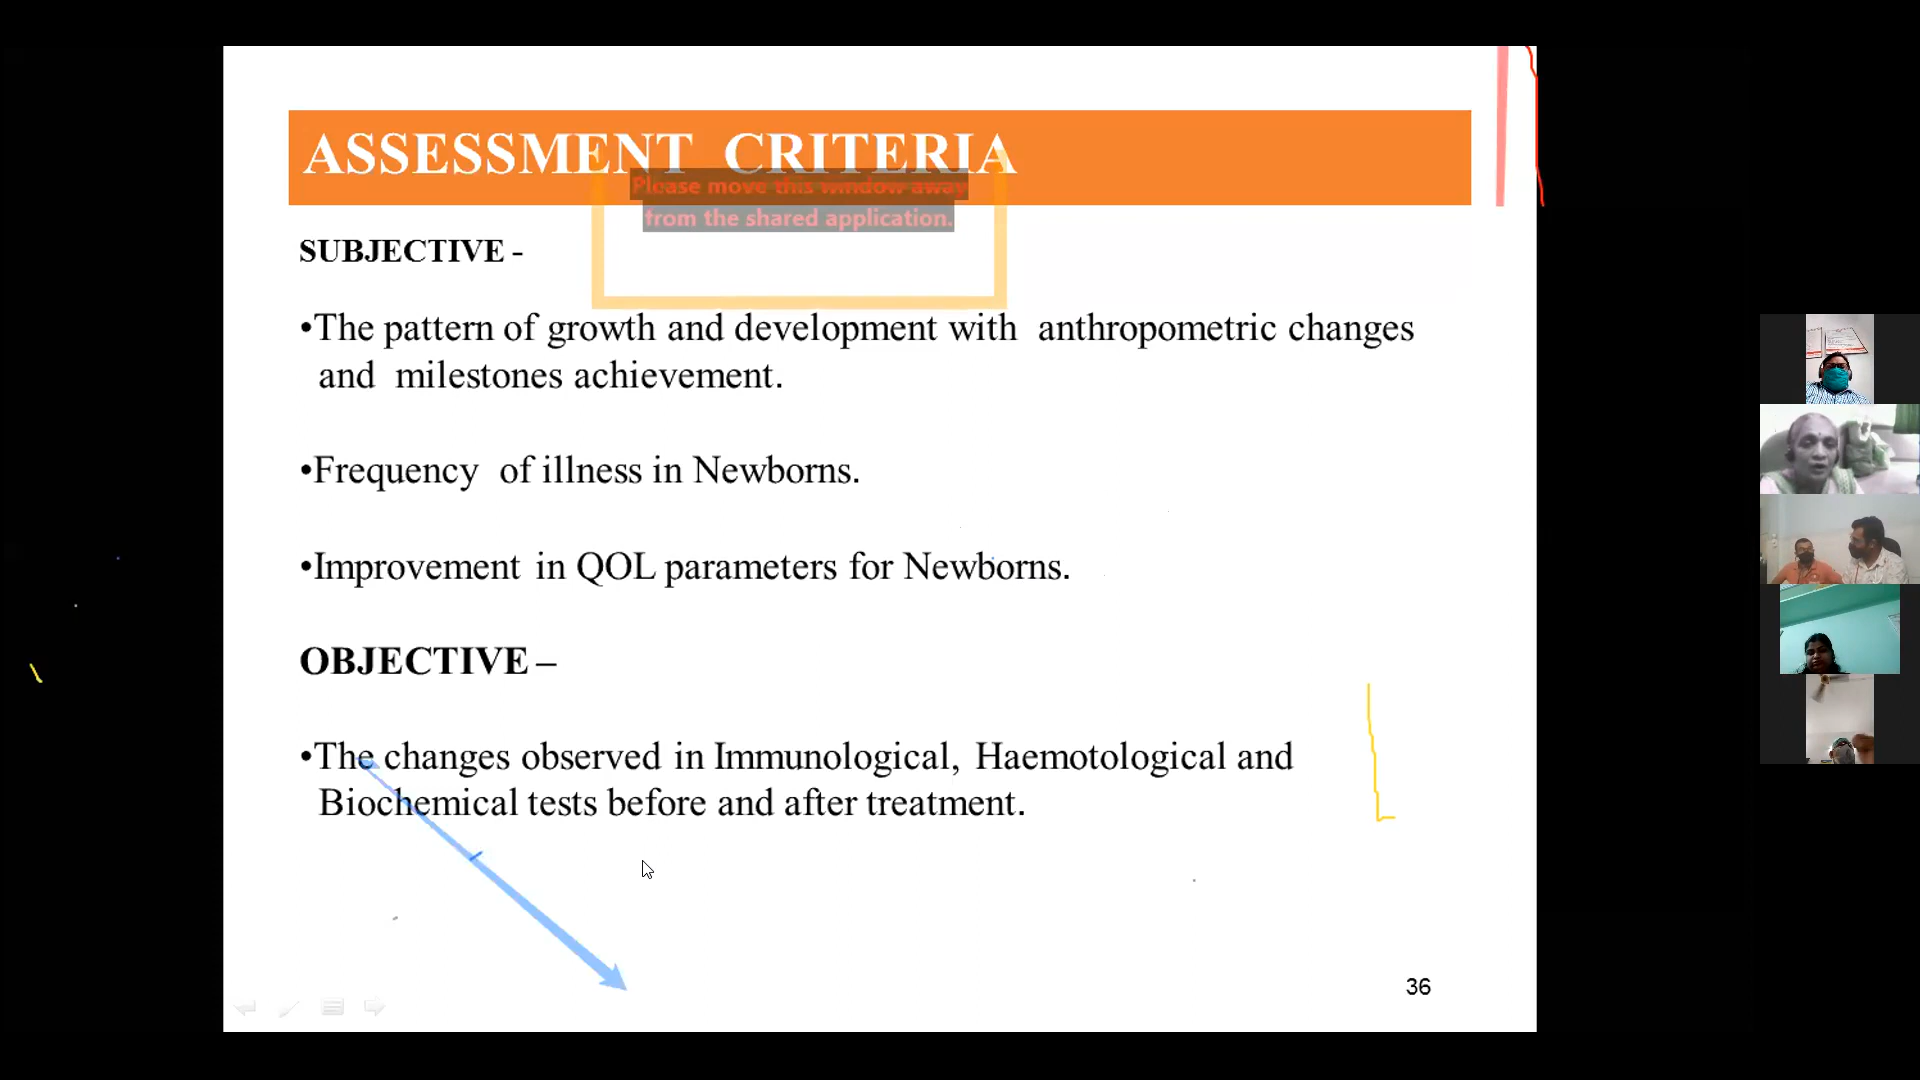 ASSESSMENT CRITERIA
Please move this window away
from the shared application.
SUBJECTIVE -
•The pattern of growth and development with anthropometric changes
and milestones achievement.
•Frequency of illness in Newborns.
•Improvement in QOL parameters for Newborns.
OBJECTIVE –
•The changes observed in Immunological, Haemotological and
Biochemical tests before and after treatment.
36